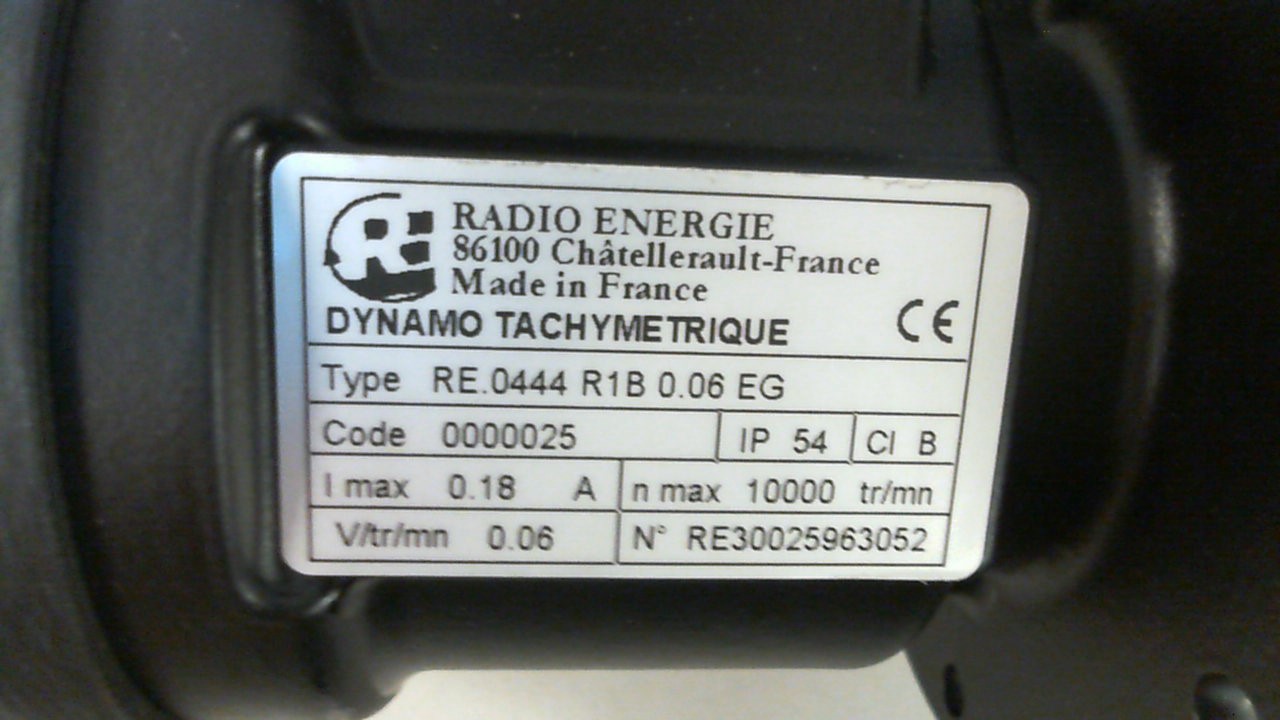 RE RADIO ENERGIE
86100 Châtellerault-France
Made in France
DYNAMO TACHYMETRIQUE CE
Type RE.0444 R1B 0.06 EG
Code 0000025 IP 54 Cl B
I max 0.18 A n max 10000 tr/mn
V/tr/mn 0.06 N° RE30025963052